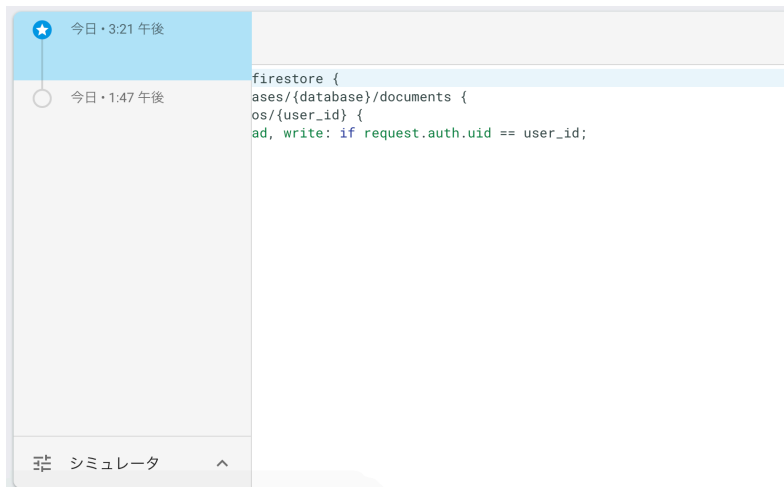 今日・3:21 午後
今日・1:47 午後
firestore {
ases/{database}/documents {
os/{user_id} {
ad, write: if request.auth.uid == user_id;
シミュレータ